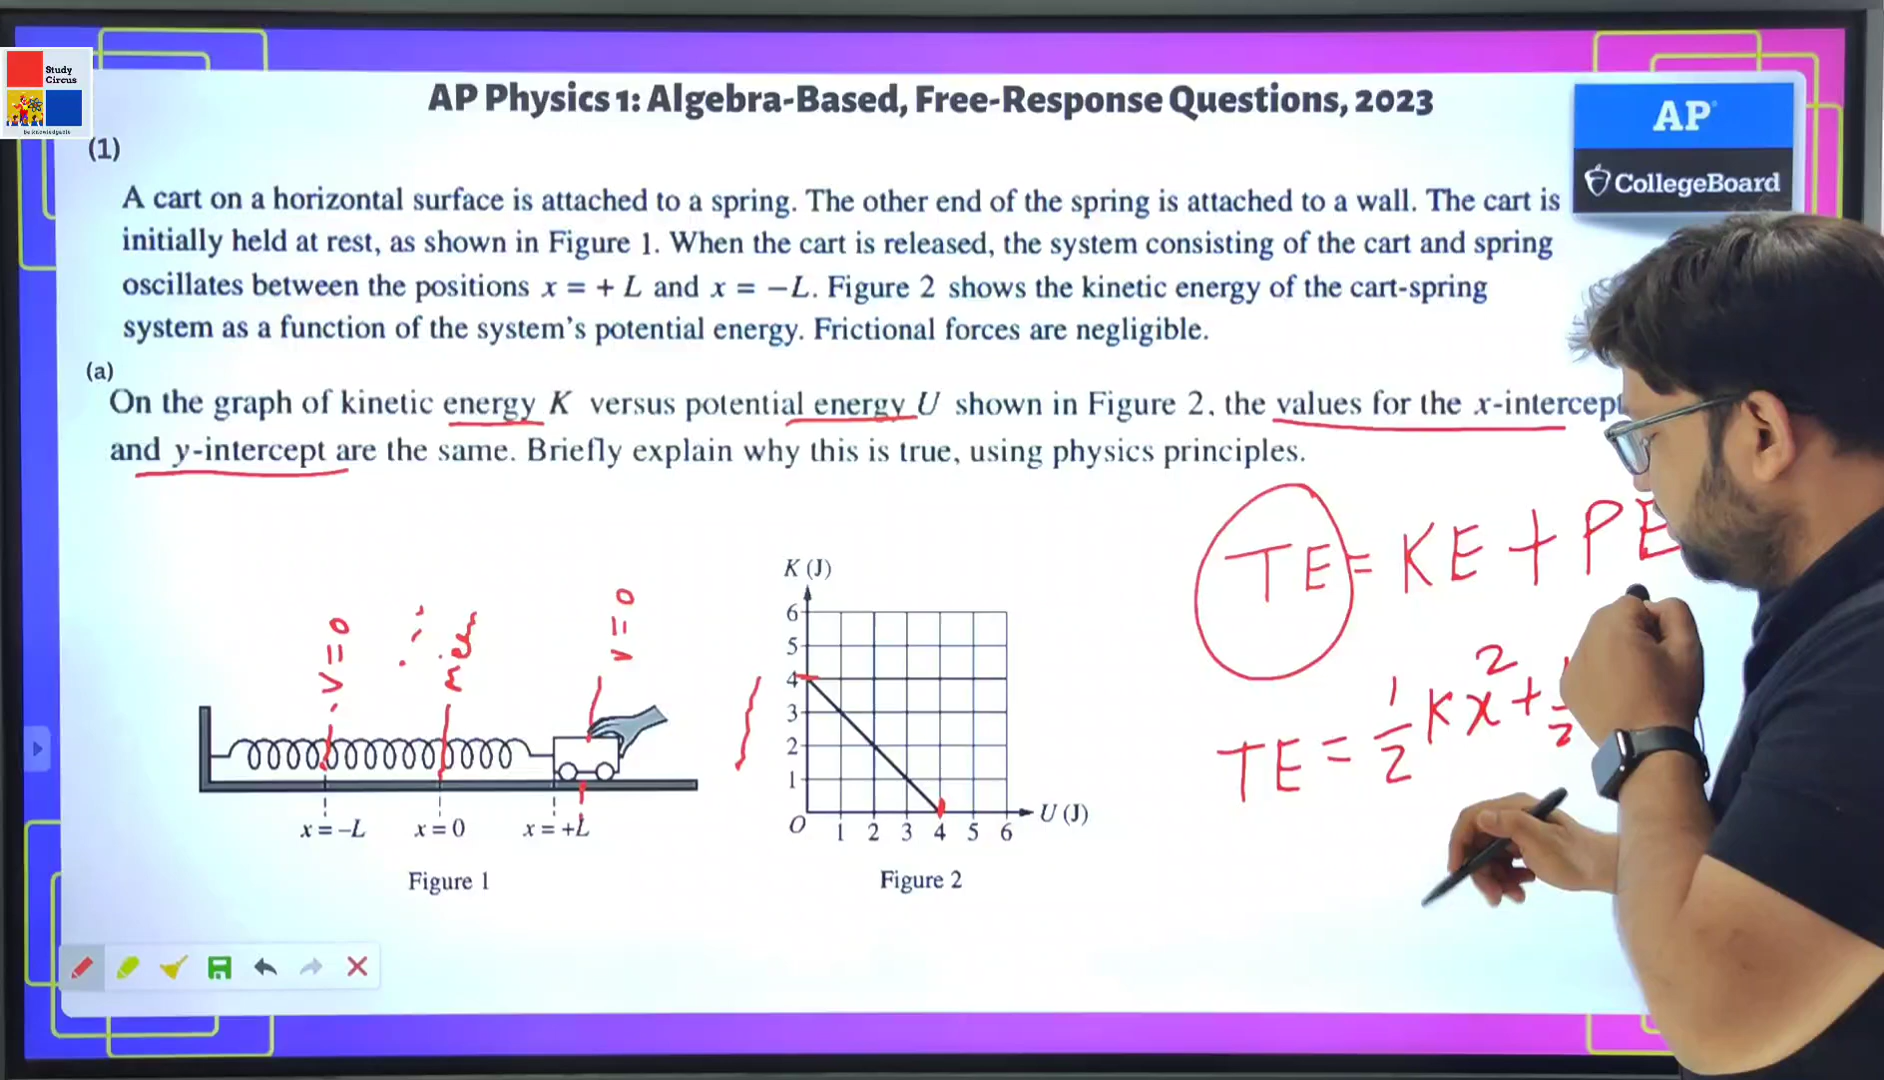 Study
Circus
be knowledgable
AP Physics 1: Algebra-Based, Free-Response Questions, 2023
AP
CollegeBoard
(1)
A cart on a horizontal surface is attached to a spring. The other end of the spring is attached to a wall. The cart is
initially held at rest, as shown in Figure 1. When the cart is released, the system consisting of the cart and spring
oscillates between the positions x = + L and x = −L. Figure 2 shows the kinetic energy of the cart-spring
system as a function of the system's potential energy. Frictional forces are negligible.
(a)
On the graph of kinetic energy K versus potential energy U shown in Figure 2, the values for the x-intercept
and y-intercept are the same. Briefly explain why this is true, using physics principles.
TE = KE + PE
TE = 1/2 Kx² + 1/2
v = 0
v = 0
x = −L
x = 0
x = +L
Figure 1
K (J)
6
5
4
3
2
1
O
1 2 3 4 5 6
U (J)
Figure 2